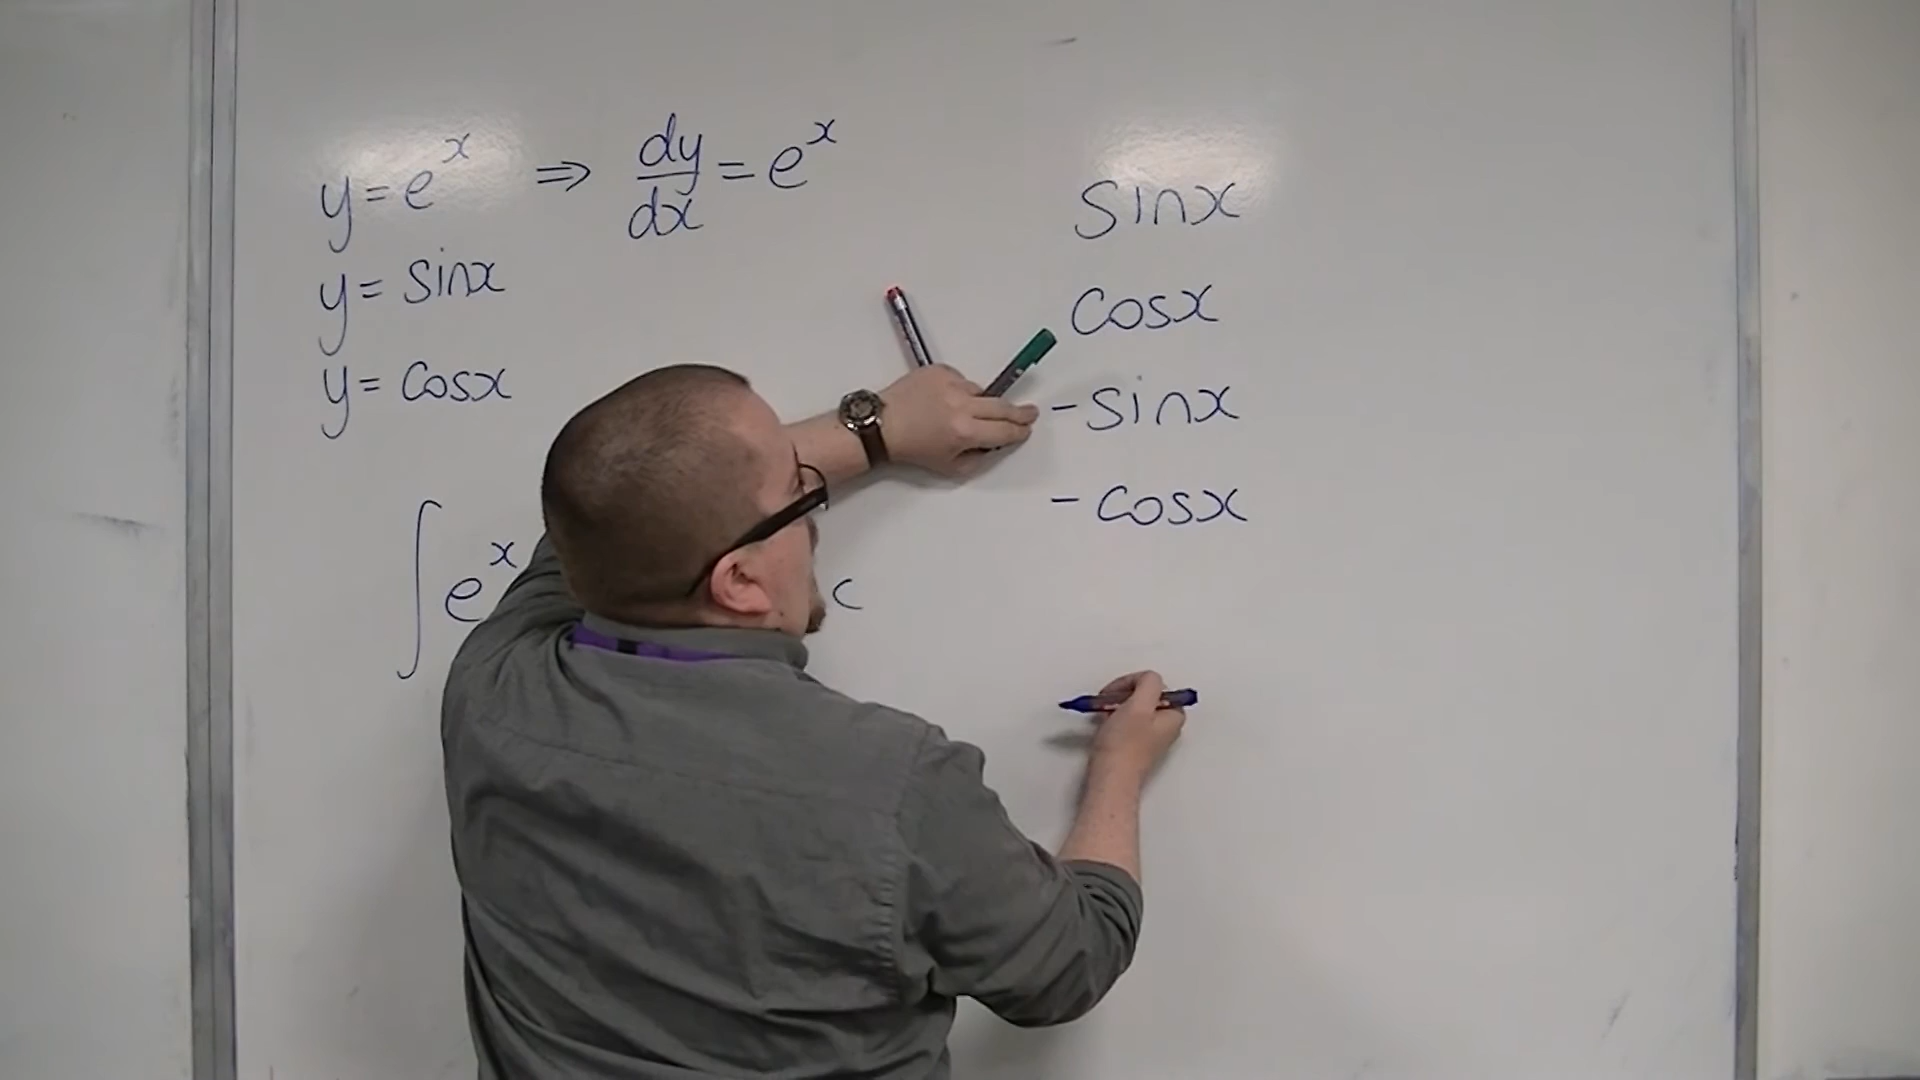 y = e^x ⇒ dy/dx = e^x
y = sinx
y = cosx
∫ e^x c
sinx
cosx
-sinx
-cosx